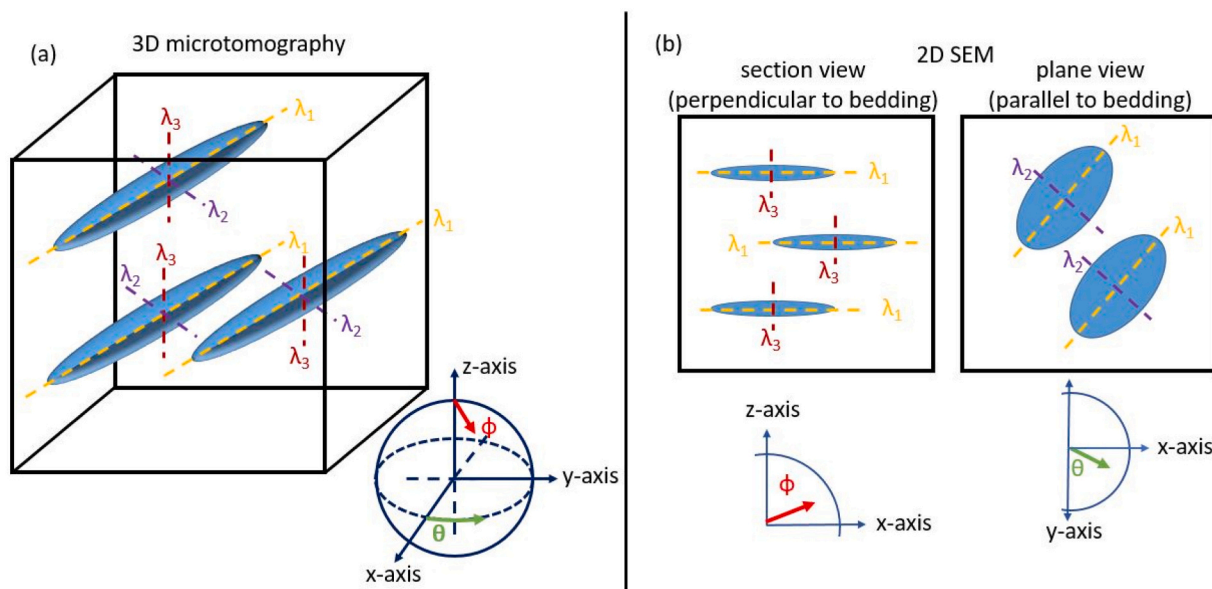 (a)
3D microtomography
λ₃
λ₁
λ₂
λ₃
λ₁
λ₁
λ₂
λ₂
λ₃
z-axis
ϕ
y-axis
θ
x-axis
(b)
2D SEM
section view
(perpendicular to bedding)
plane view
(parallel to bedding)
λ₁
λ₃
λ₁
λ₃
λ₁
λ₃
λ₁
λ₂
λ₁
λ₂
z-axis
ϕ
x-axis
x-axis
θ
y-axis